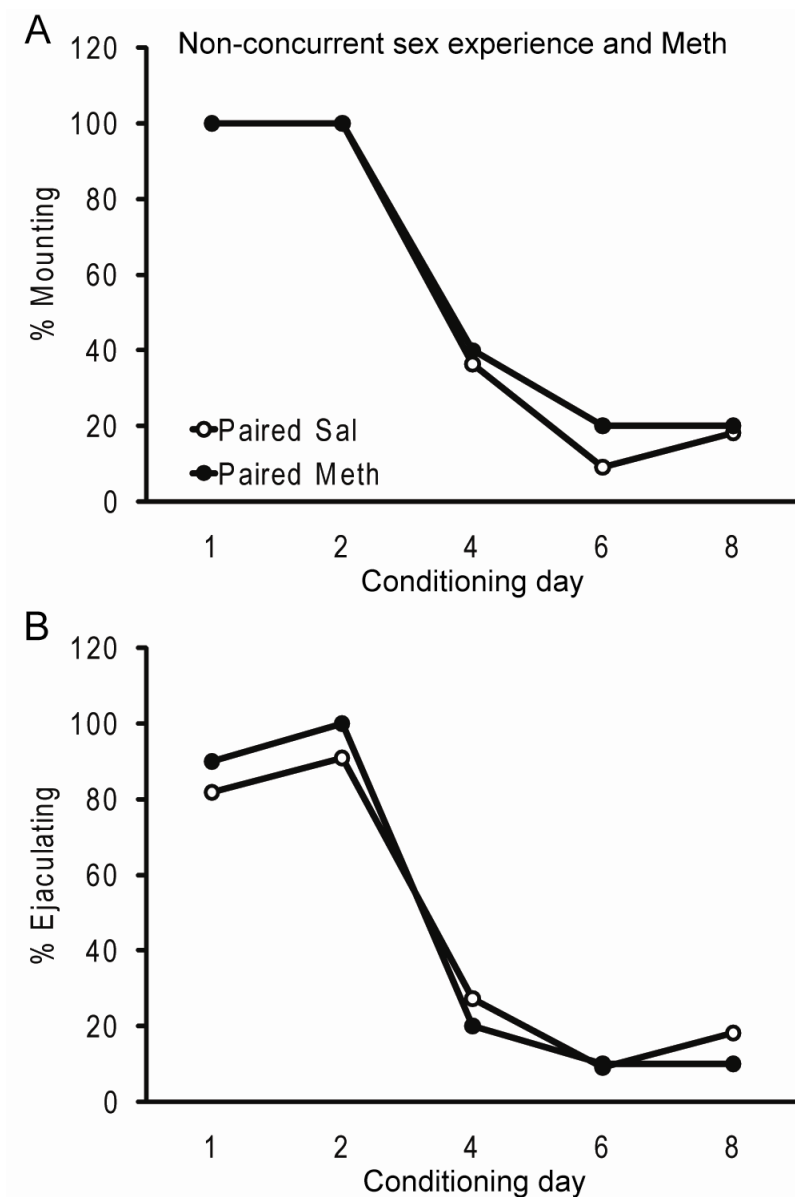 A
Non-concurrent sex experience and Meth
120
100
80
60
40
20
0
% Mounting
Paired Sal
Paired Meth
1 2 4 6 8
Conditioning day
B
120
100
80
60
40
20
0
% Ejaculating
1 2 4 6 8
Conditioning day